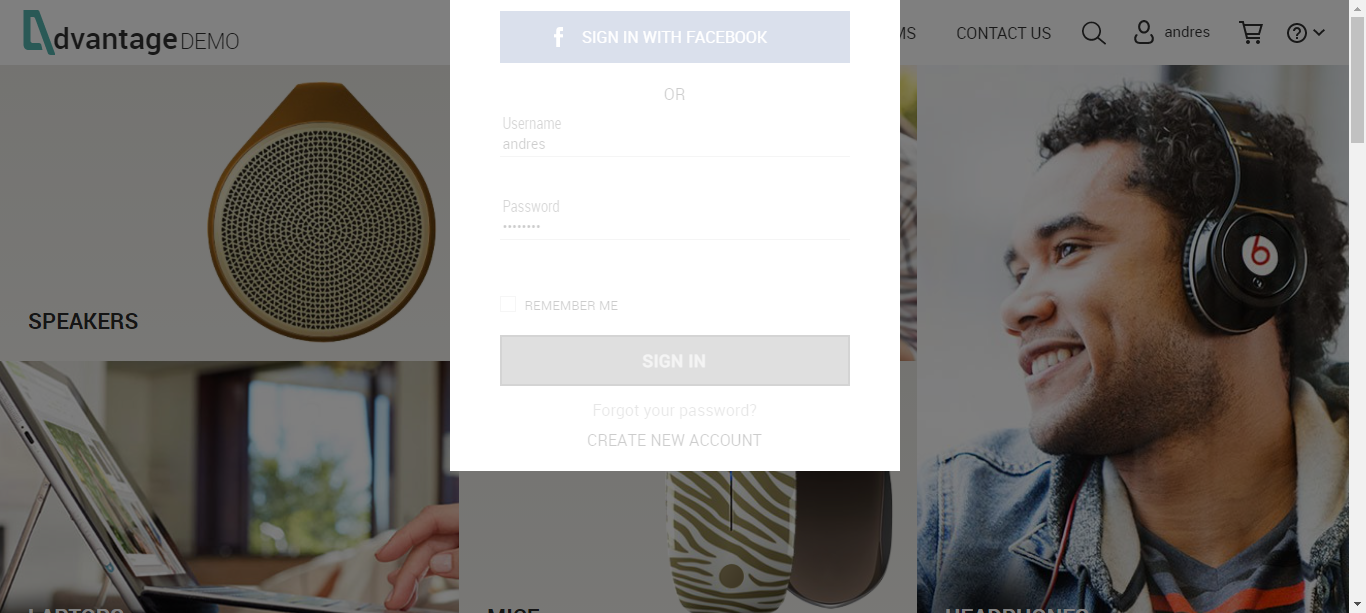 dvantage DEMO
MS
CONTACT US
andres
SIGN IN WITH FACEBOOK
OR
Username
andres
Password
REMEMBER ME
SIGN IN
Forgot your password?
CREATE NEW ACCOUNT
SPEAKERS
LAPTOPS
MICE
HEADPHONES